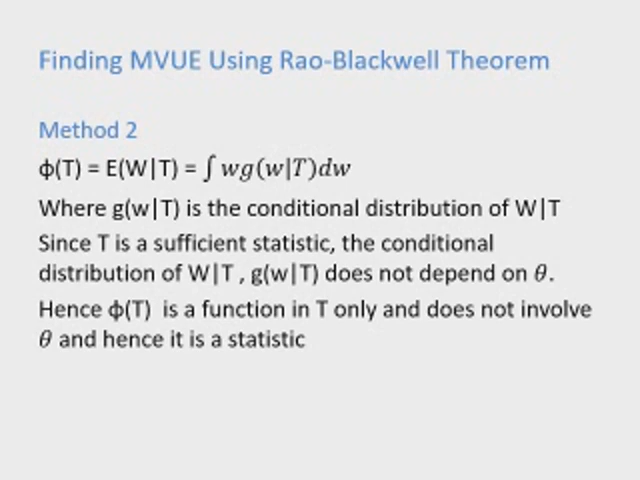 Finding MVUE Using Rao-Blackwell Theorem
Method 2
ϕ(T) = E(W|T) = ∫ wg(w|T)dw
Where g(w|T) is the conditional distribution of W|T
Since T is a sufficient statistic, the conditional
distribution of W|T , g(w|T) does not depend on θ.
Hence ϕ(T)  is a function in T only and does not involve
θ and hence it is a statistic